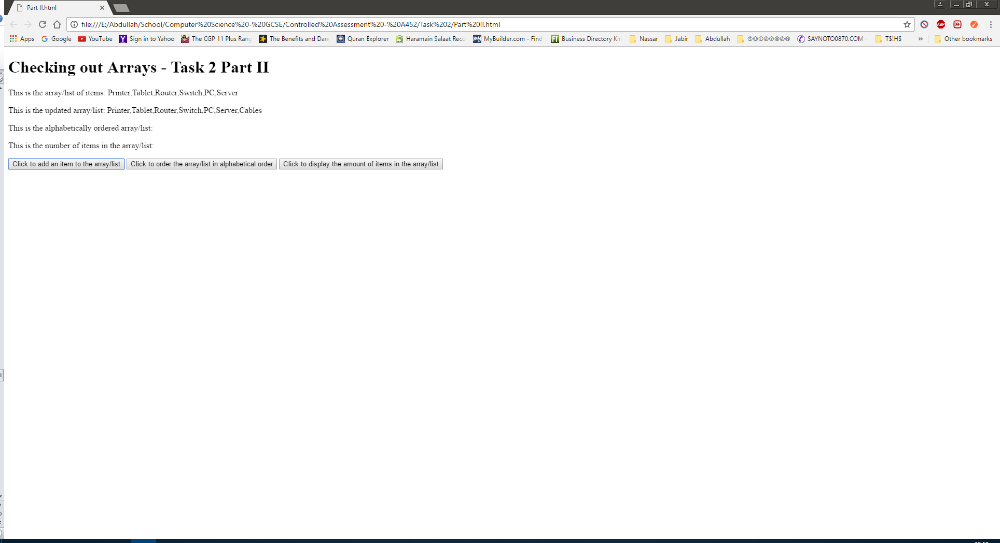 Part II.html
file:///E:/Abdullah/School/Computer%20Science%20-%20GCSE/Controlled%20Assessment%20-%20A452/Task%202/Part%20II.html
ABP
Apps Google YouTube Y Sign in to Yahoo The CGP 11 Plus Rang The Benefits and Dan Quran Explorer Haramain Salaat Reco my MyBuilder.com - Find Fi Business Directory Kin Nassar Jabir Abdullah ⓈⓊⓁⒶⓎⓂⒶⓃ SAYNOTO0870.COM - T$!H$ » Other bookmarks
Checking out Arrays - Task 2 Part II
This is the array/list of items: Printer,Tablet,Router,Switch,PC,Server
This is the updated array/list: Printer,Tablet,Router,Switch,PC,Server,Cables
This is the alphabetically ordered array/list:
This is the number of items in the array/list:
Click to add an item to the array/list Click to order the array/list in alphabetical order Click to display the amount of items in the array/list